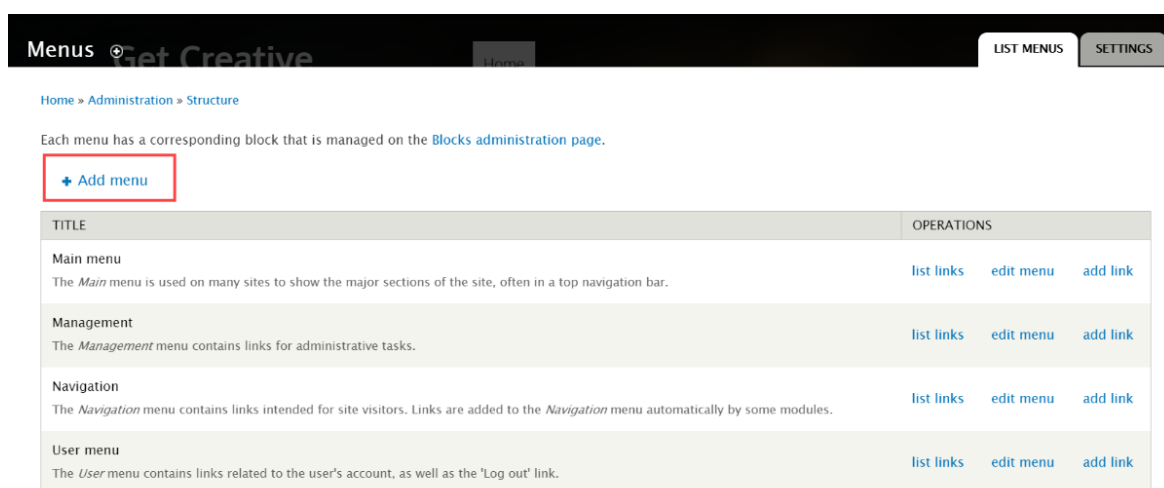 Menus
Get Creative
Home
LIST MENUS
SETTINGS
Home » Administration » Structure
Each menu has a corresponding block that is managed on the Blocks administration page.
+ Add menu
TITLE OPERATIONS
Main menu
The Main menu is used on many sites to show the major sections of the site, often in a top navigation bar.
list links edit menu add link
Management
The Management menu contains links for administrative tasks.
list links edit menu add link
Navigation
The Navigation menu contains links intended for site visitors. Links are added to the Navigation menu automatically by some modules.
list links edit menu add link
User menu
The User menu contains links related to the user's account, as well as the 'Log out' link.
list links edit menu add link